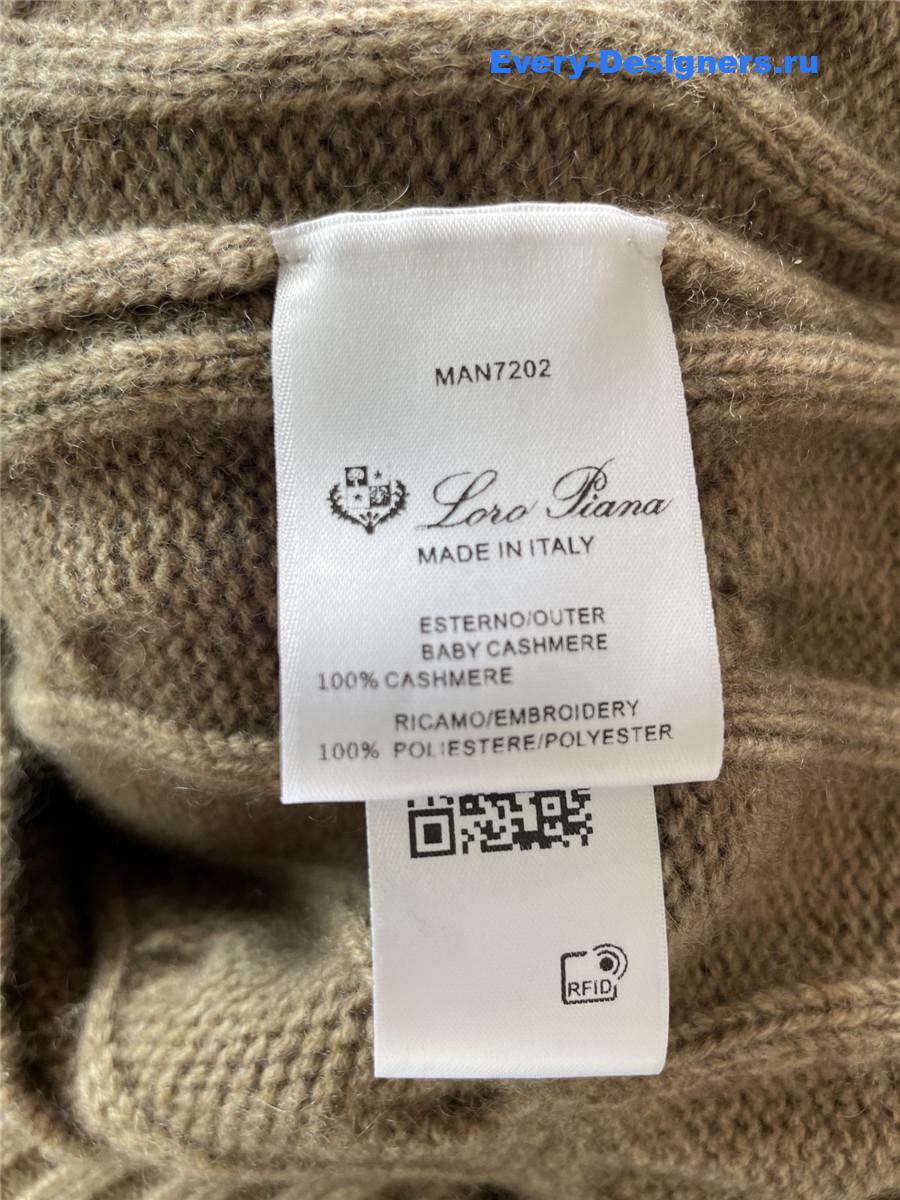 Every-Designers.ru
MAN7202
Loro Piana
MADE IN ITALY
ESTERNO/OUTER
BABY CASHMERE
100% CASHMERE
RICAMO/EMBROIDERY
100% POLIESTERE/POLYESTER
RFID